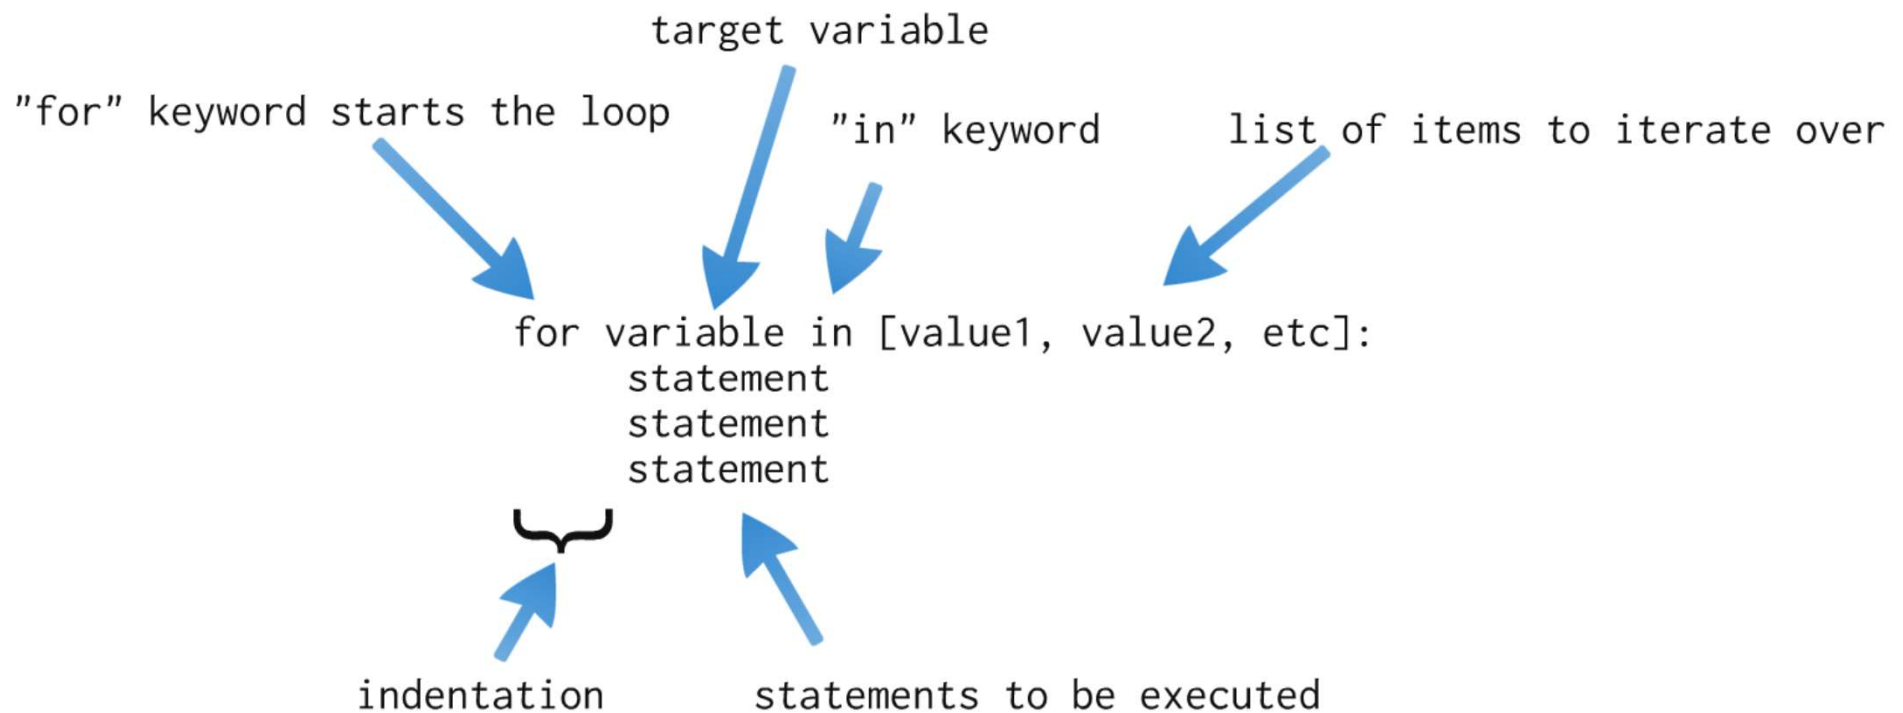 target variable
"for" keyword starts the loop
"in" keyword
list of items to iterate over
for variable in [value1, value2, etc]:
statement
statement
statement
indentation
statements to be executed